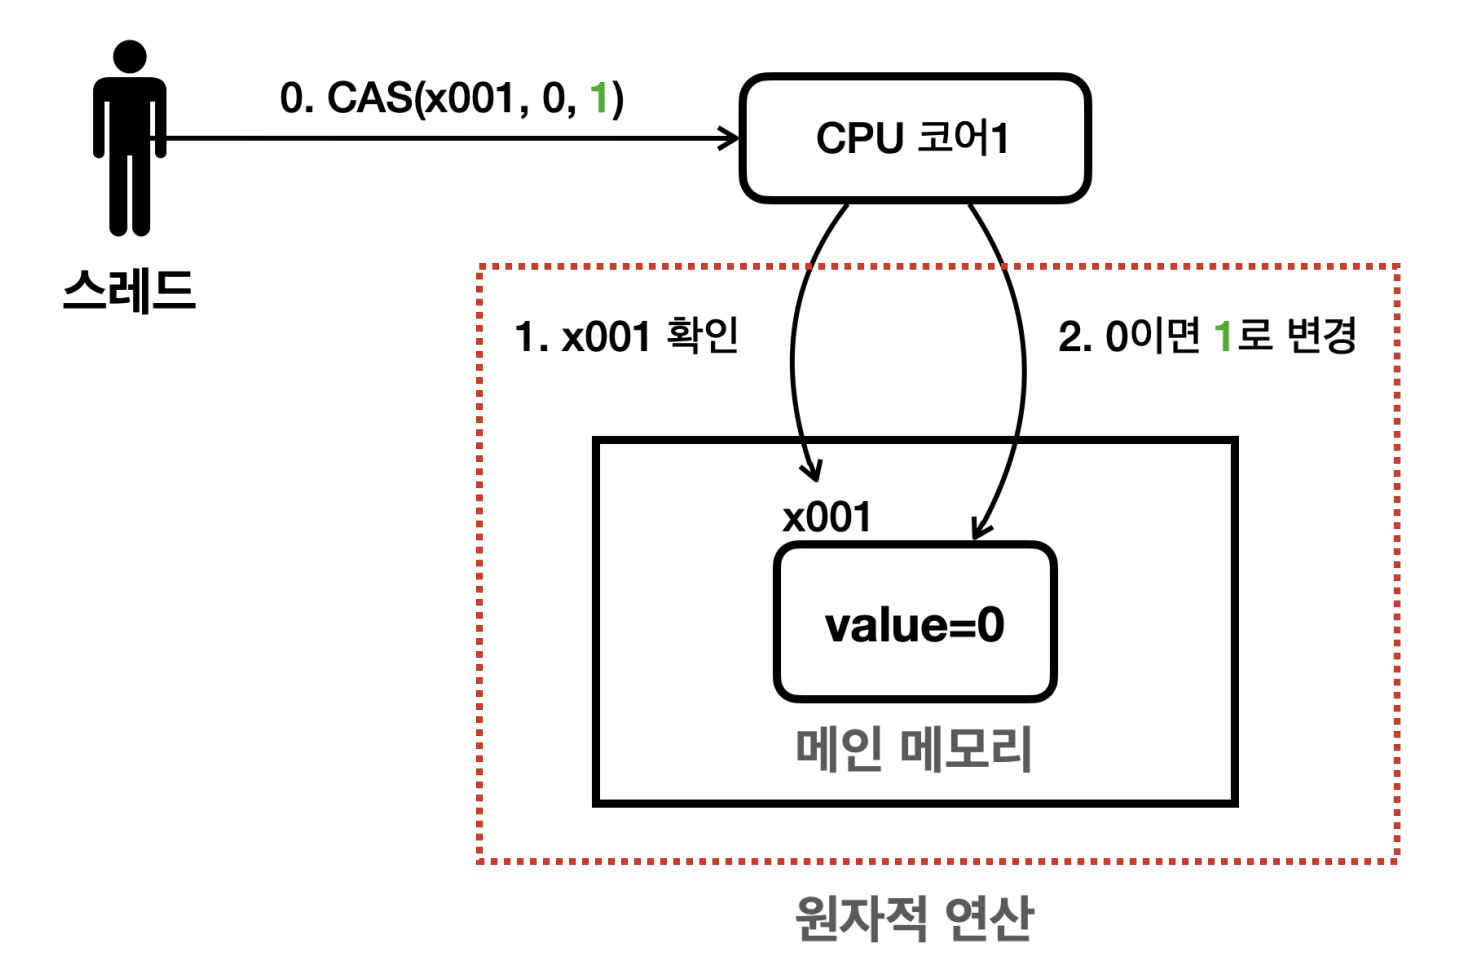 0. CAS(x001, 0, 1)
CPU 코어1
스레드
1. x001 확인
2. 0이면 1로 변경
x001
value=0
메인 메모리
원자적 연산